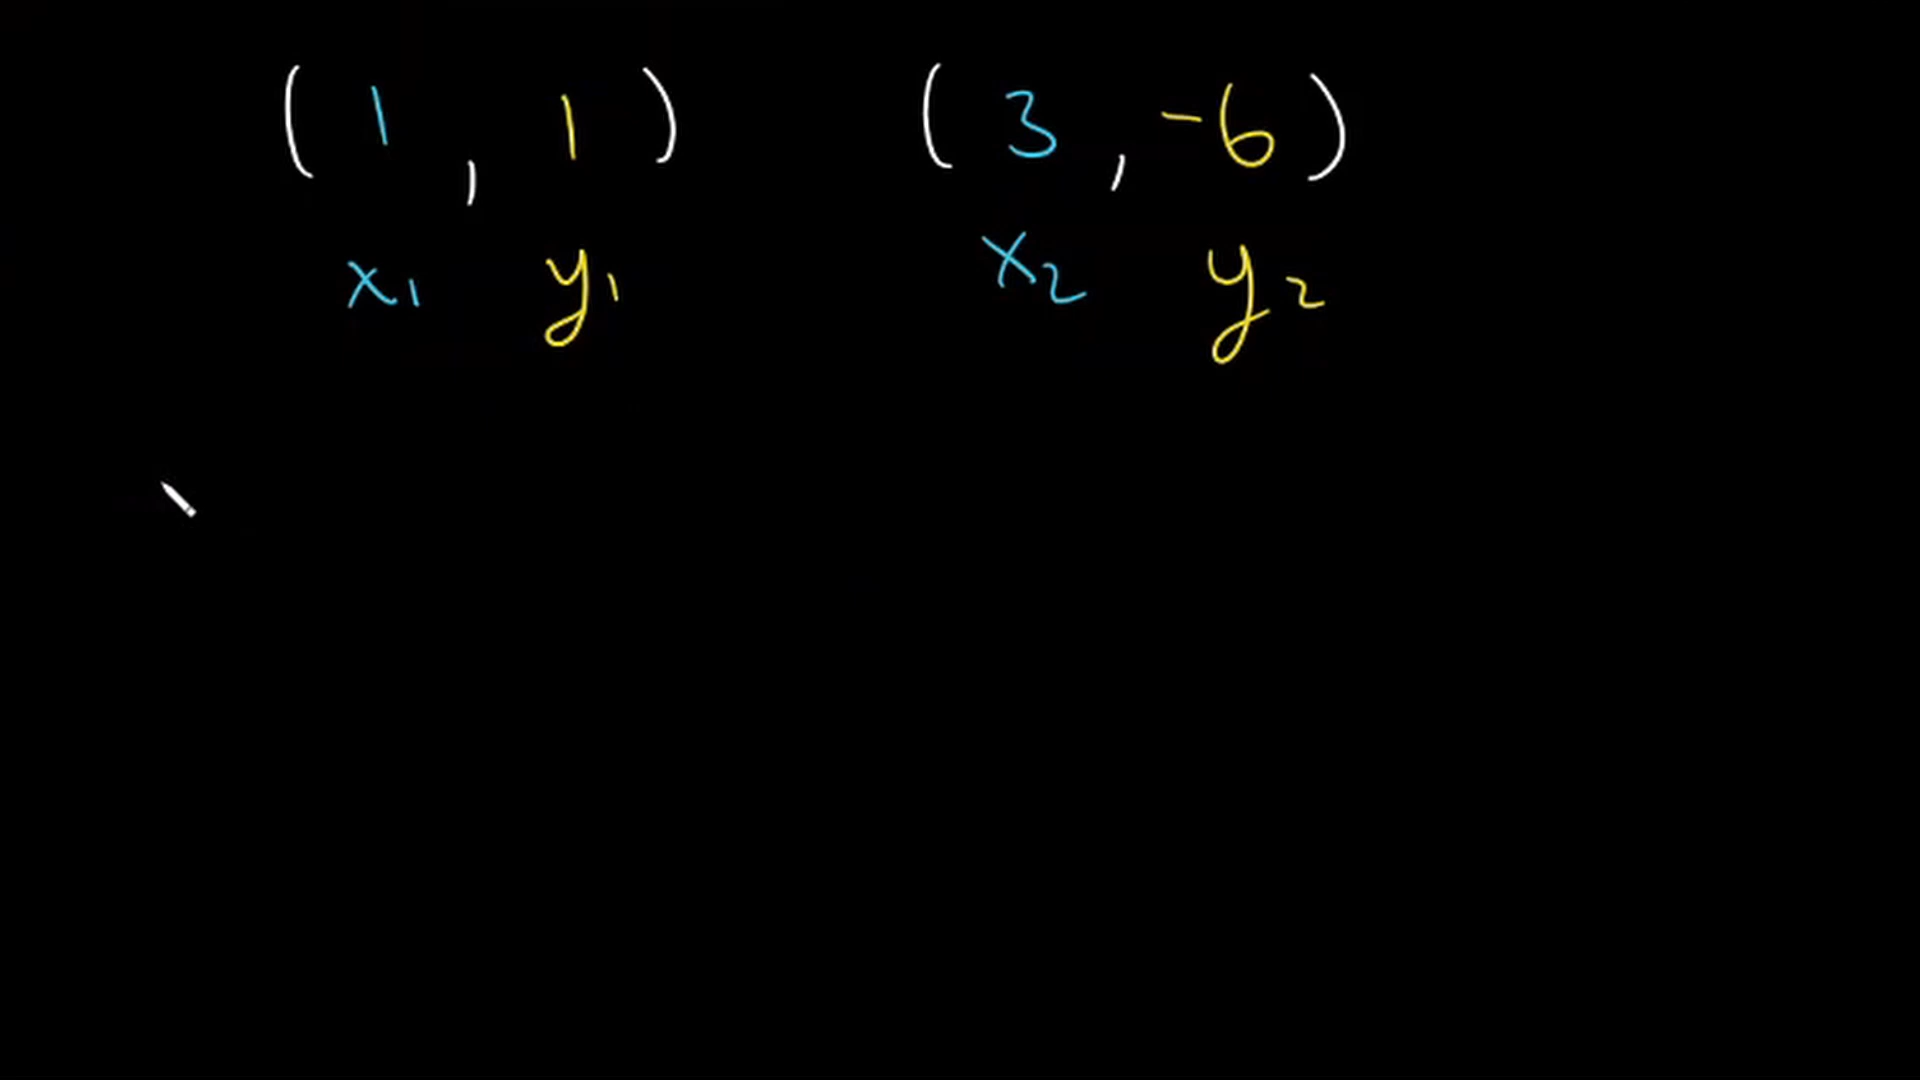 (1, 1) (3, -6)
x₁ y₁ x₂ y₂